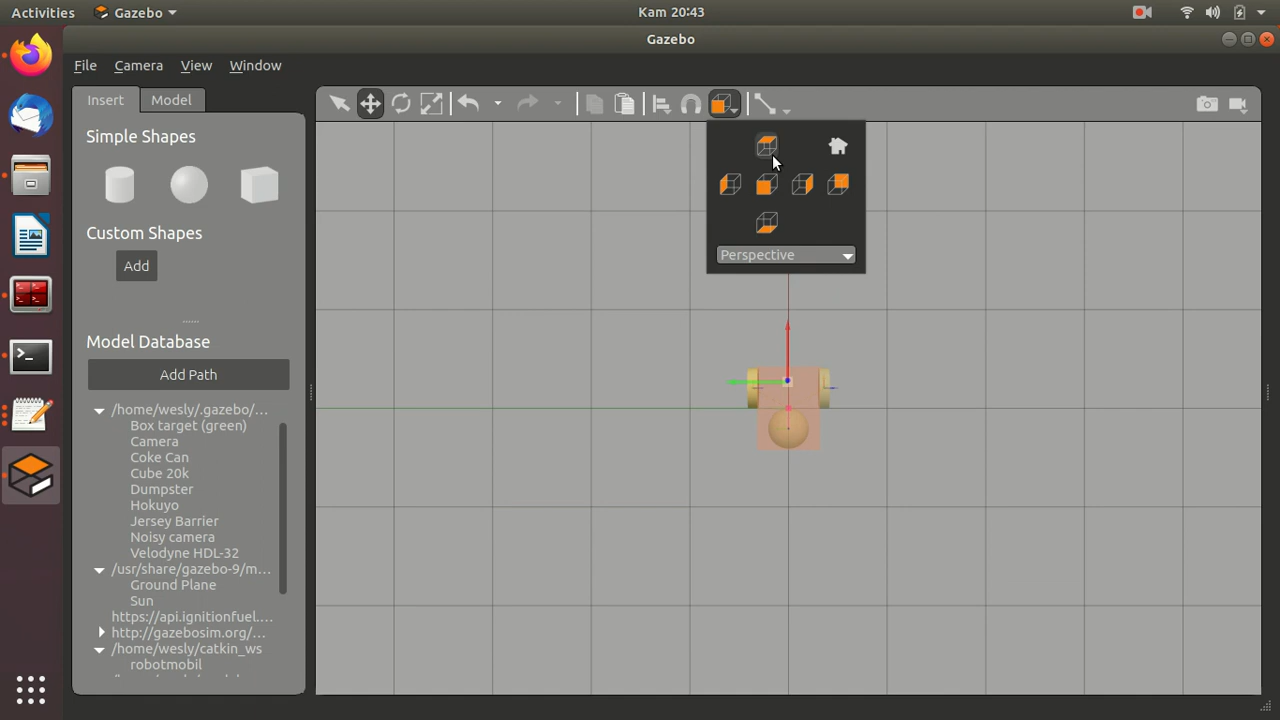 Activities
Gazebo
Kam 20:43
Gazebo
File
Camera
View
Window
Insert
Model
Simple Shapes
Custom Shapes
Add
Model Database
Add Path
/home/wesly/.gazebo/...
Box target (green)
Camera
Coke Can
Cube 20k
Dumpster
Hokuyo
Jersey Barrier
Noisy camera
Velodyne HDL-32
/usr/share/gazebo-9/m...
Ground Plane
Sun
https://api.ignitionfuel....
http://gazebosim.org/...
/home/wesly/catkin_ws
robotmobil
Perspective